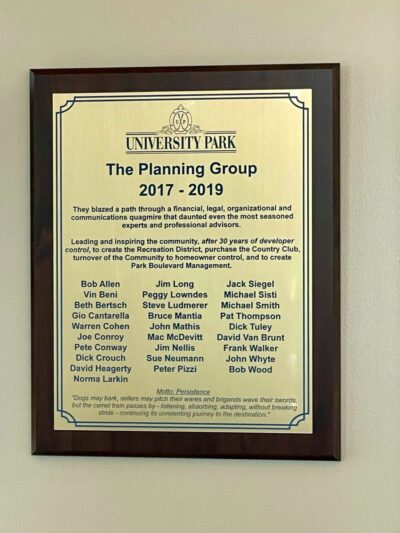 UNIVERSITY PARK
The Planning Group
2017 - 2019
They blazed a path through a financial, legal, organizational and
communications quagmire that daunted even the most seasoned
experts and professional advisors.
Leading and inspiring the community, after 30 years of developer
control, to create the Recreation District, purchase the Country Club,
turnover of the Community to homeowner control, and to create
Park Boulevard Management.
Bob Allen Jim Long Jack Siegel
Vin Beni Peggy Lowndes Michael Sisti
Beth Bertsch Steve Ludmerer Michael Smith
Gio Cantarella Bruce Mantia Pat Thompson
Warren Cohen John Mathis Dick Tuley
Joe Conroy Mac McDevitt David Van Brunt
Pete Conway Jim Nellis Frank Walker
Dick Crouch Sue Neumann John Whyte
David Heagerty Peter Pizzi Bob Wood
Norma Larkin
Motto: Persistence
"Dogs may bark, sellers may pitch their wares and brigands wave their swords,
but the camel train passes by - listening, absorbing, adapting, without breaking
stride - continuing its unrelenting journey to the destination."